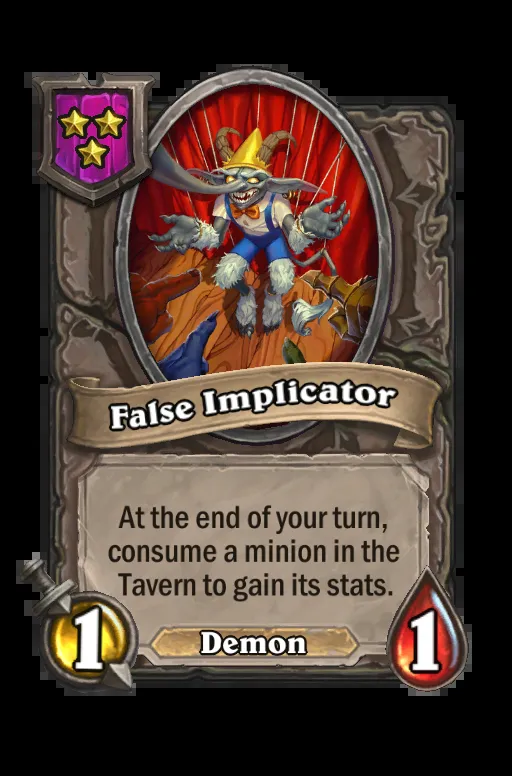 False Implicator
At the end of your turn,
consume a minion in the
Tavern to gain its stats.
1
Demon
1